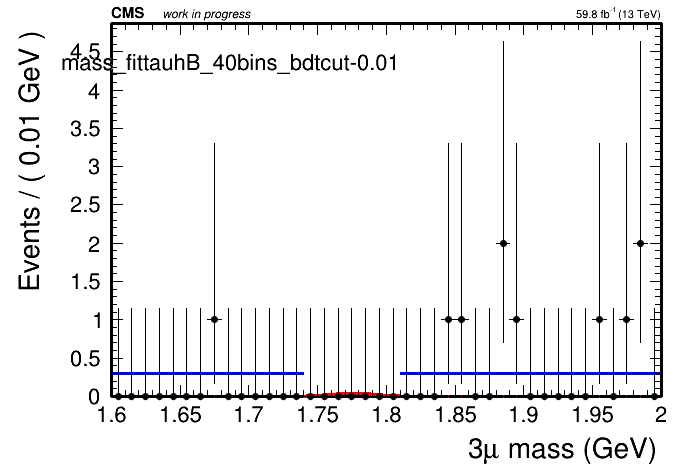 CMS work in progress 59.8 fb⁻¹ (13 TeV)
mass_fittauhB_40bins_bdtcut-0.01
Events / ( 0.01 GeV )
4.5
4
3.5
3
2.5
2
1.5
1
0.5
0
1.6 1.65 1.7 1.75 1.8 1.85 1.9 1.95 2
3μ mass (GeV)